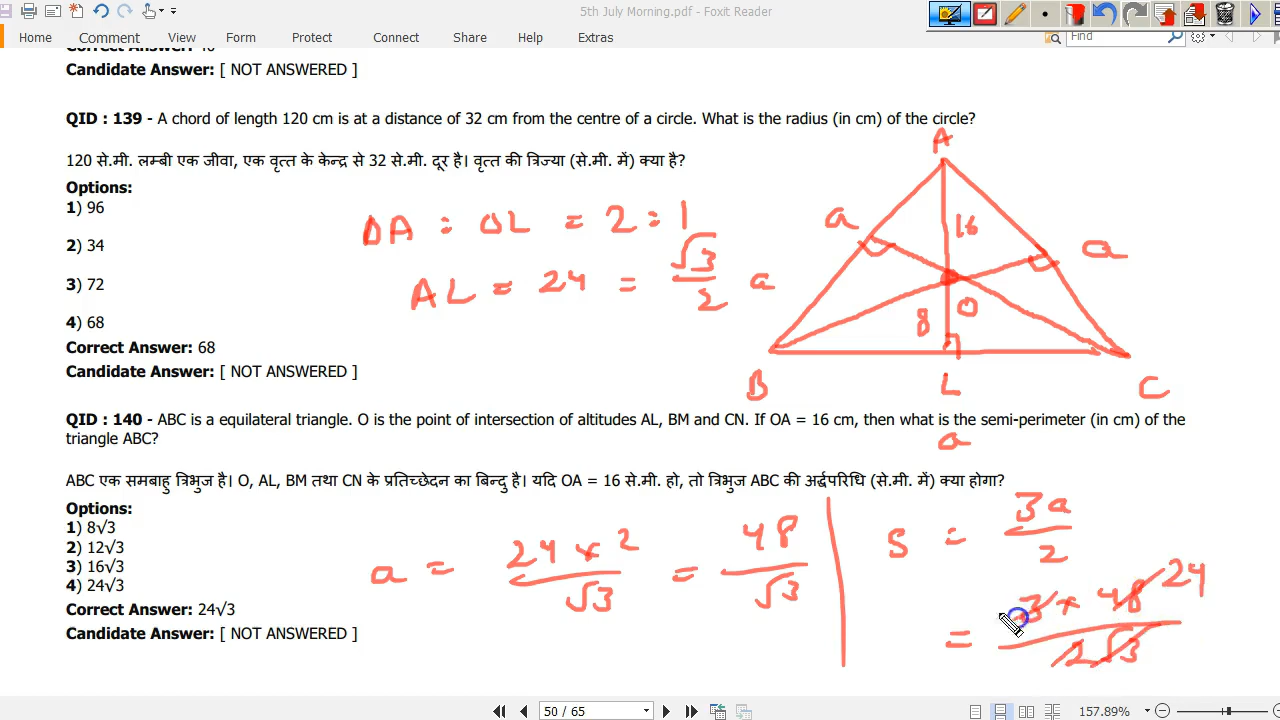 5th July Morning.pdf - Foxit Reader
Home Comment View Form Protect Connect Share Help Extras
Find
Candidate Answer: [ NOT ANSWERED ]
QID : 139 - A chord of length 120 cm is at a distance of 32 cm from the centre of a circle. What is the radius (in cm) of the circle?
120 से.मी. लम्बी एक जीवा, एक वृत्त के केन्द्र से 32 से.मी. दूर है। वृत्त की त्रिज्या (से.मी. में) क्या है?
Options:
1) 96
2) 34
3) 72
4) 68
Correct Answer: 68
Candidate Answer: [ NOT ANSWERED ]
OA : OL = 2 : 1
AL = 24 = √3/2 a
A
a
16
a
8
O
B
L
C
a
QID : 140 - ABC is a equilateral triangle. O is the point of intersection of altitudes AL, BM and CN. If OA = 16 cm, then what is the semi-perimeter (in cm) of the
triangle ABC?
ABC एक समबाहु त्रिभुज है। O, AL, BM तथा CN के प्रतिच्छेदन का बिन्दु है। यदि OA = 16 से.मी. हो, तो त्रिभुज ABC की अर्द्धपरिधि (से.मी. में) क्या होगा?
Options:
1) 8√3
2) 12√3
3) 16√3
4) 24√3
Correct Answer: 24√3
Candidate Answer: [ NOT ANSWERED ]
a = 24 × 2/√3 = 48/√3
S = 3a/2
= 3 × 48/2√3 24
50 / 65
157.89%